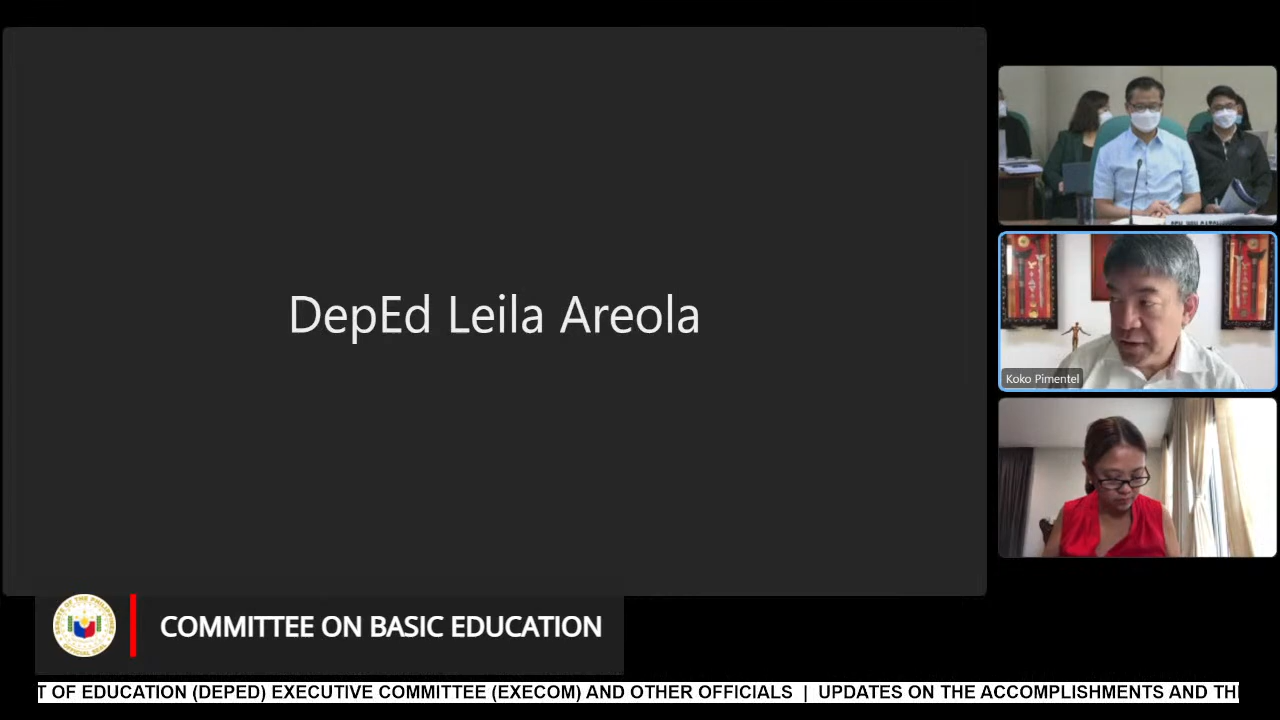 DepEd Leila Areola
Koko Pimentel
COMMITTEE ON BASIC EDUCATION
T OF EDUCATION (DEPED) EXECUTIVE COMMITTEE (EXECOM) AND OTHER OFFICIALS | UPDATES ON THE ACCOMPLISHMENTS AND TH